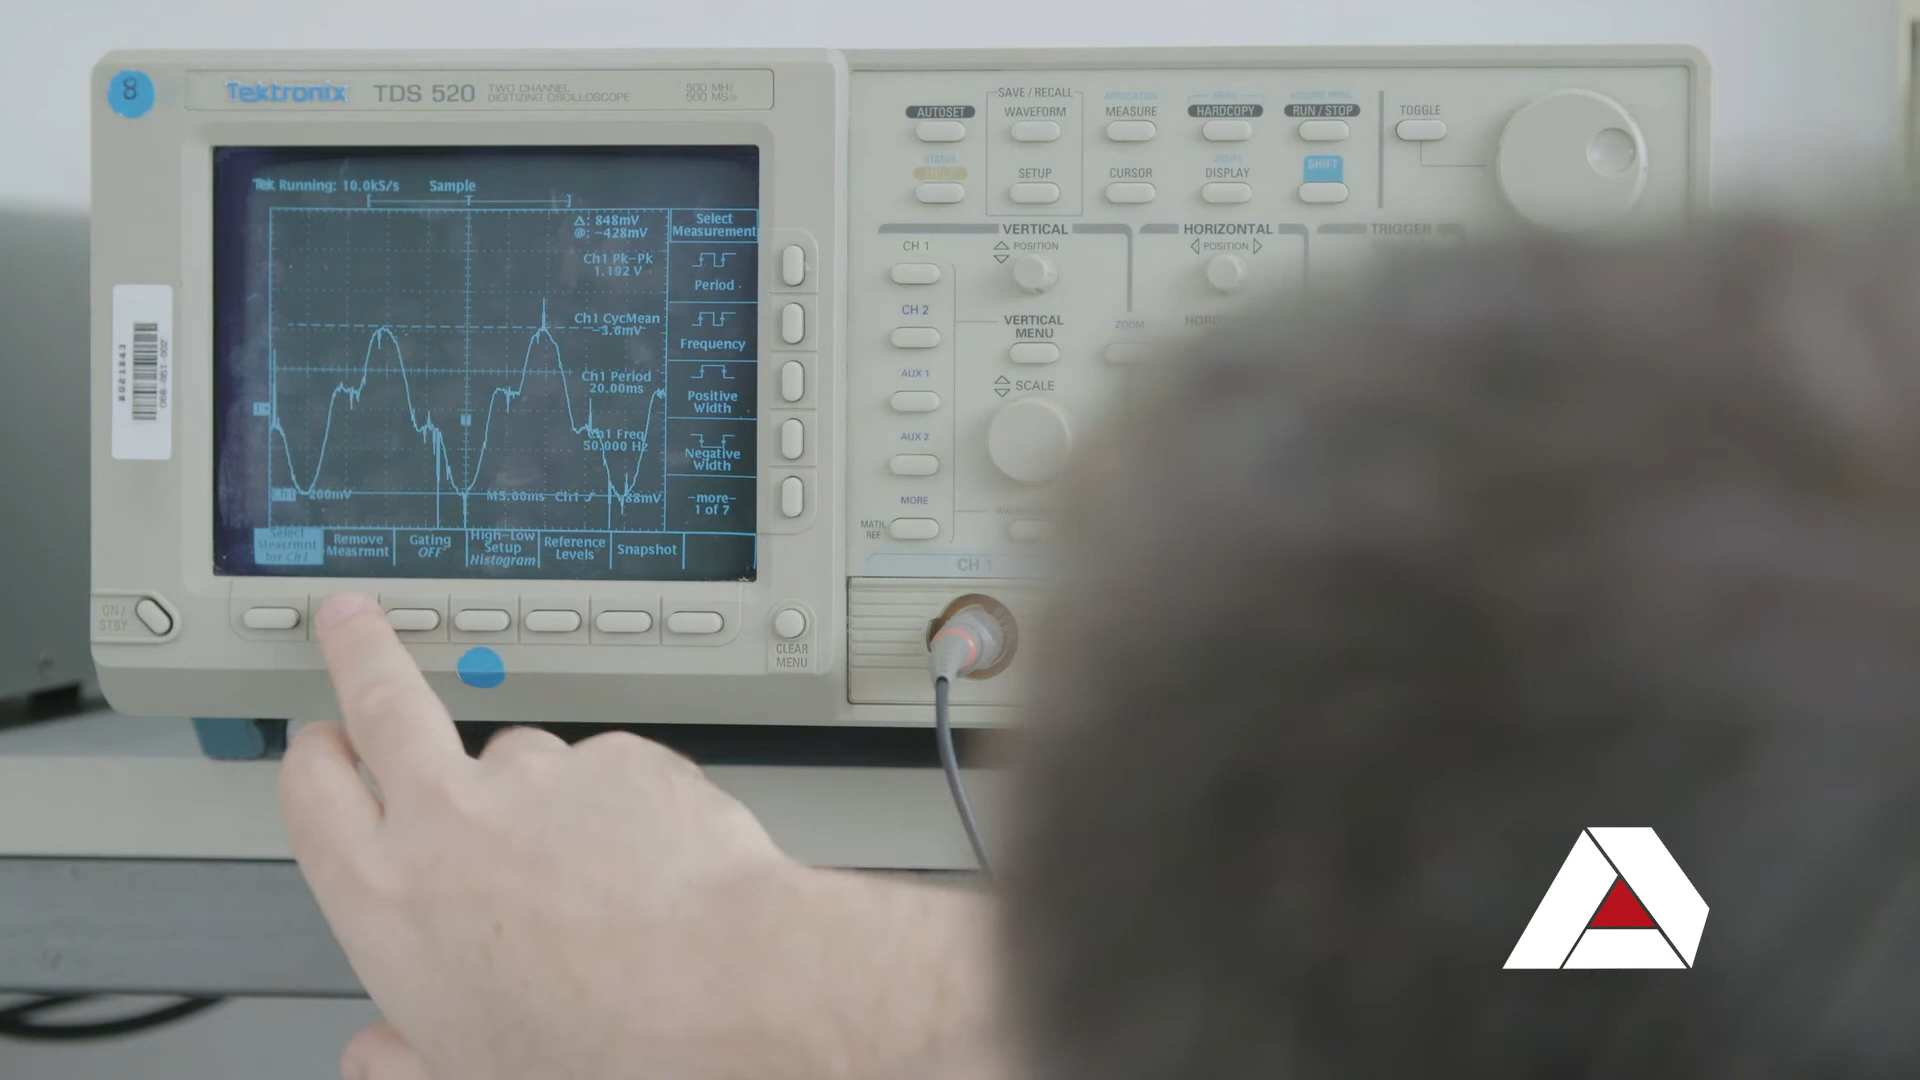 8
Tektronix TDS 520 TWO CHANNEL DIGITIZING OSCILLOSCOPE 500 MHz 500 MS/s
Tek Running: 10.0kS/s Sample
Δ: 848mV
@: -428mV
Ch1 Pk-Pk
1.192 V
Ch1 CycMean
-3.6mV
Ch1 Period
20.00ms
Ch1 Freq
50.000 Hz
Ch1 200mV M5.00ms Ch1
Select
Measurement
Period
Frequency
Positive
Width
Negative
Width
-more-
1 of 7
Select
Measrmnt
for Ch1
Remove
Measrmnt
Gating
OFF
High-Low
Setup
Histogram
Reference
Levels
Snapshot
ON /
STBY
CLEAR
MENU
8021843
AUTOSET
SAVE / RECALL
WAVEFORM
APPLICATION
MEASURE
HARDCOPY
RUN / STOP
TOGGLE
STATUS
SETUP
CURSOR
UTILITY
DISPLAY
SHIFT
VERTICAL
HORIZONTAL
TRIGGER
CH 1
POSITION
POSITION
CH 2
VERTICAL
MENU
ZOOM
AUX 1
SCALE
AUX 2
MORE
MATH
REF
CH 1